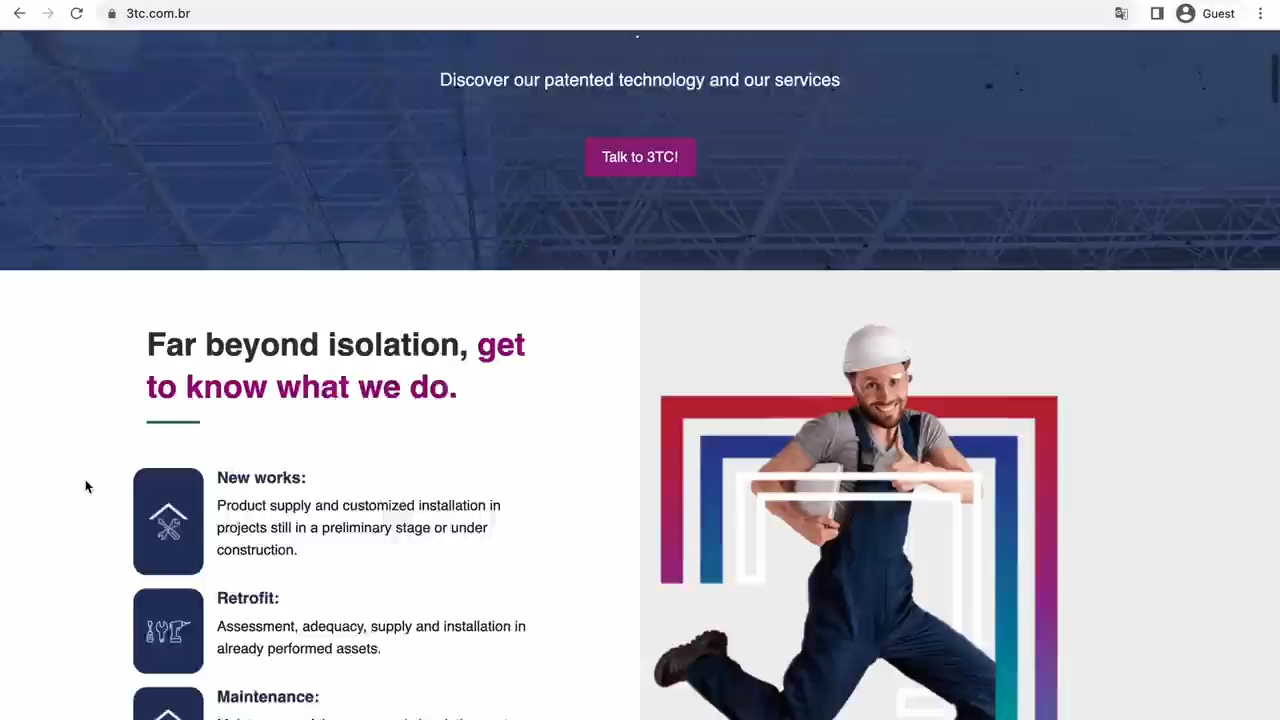 3tc.com.br
Guest
Discover our patented technology and our services
Talk to 3TC!
Far beyond isolation, get
to know what we do.
New works:
Product supply and customized installation in
projects still in a preliminary stage or under
construction.
Retrofit:
Assessment, adequacy, supply and installation in
already performed assets.
Maintenance: